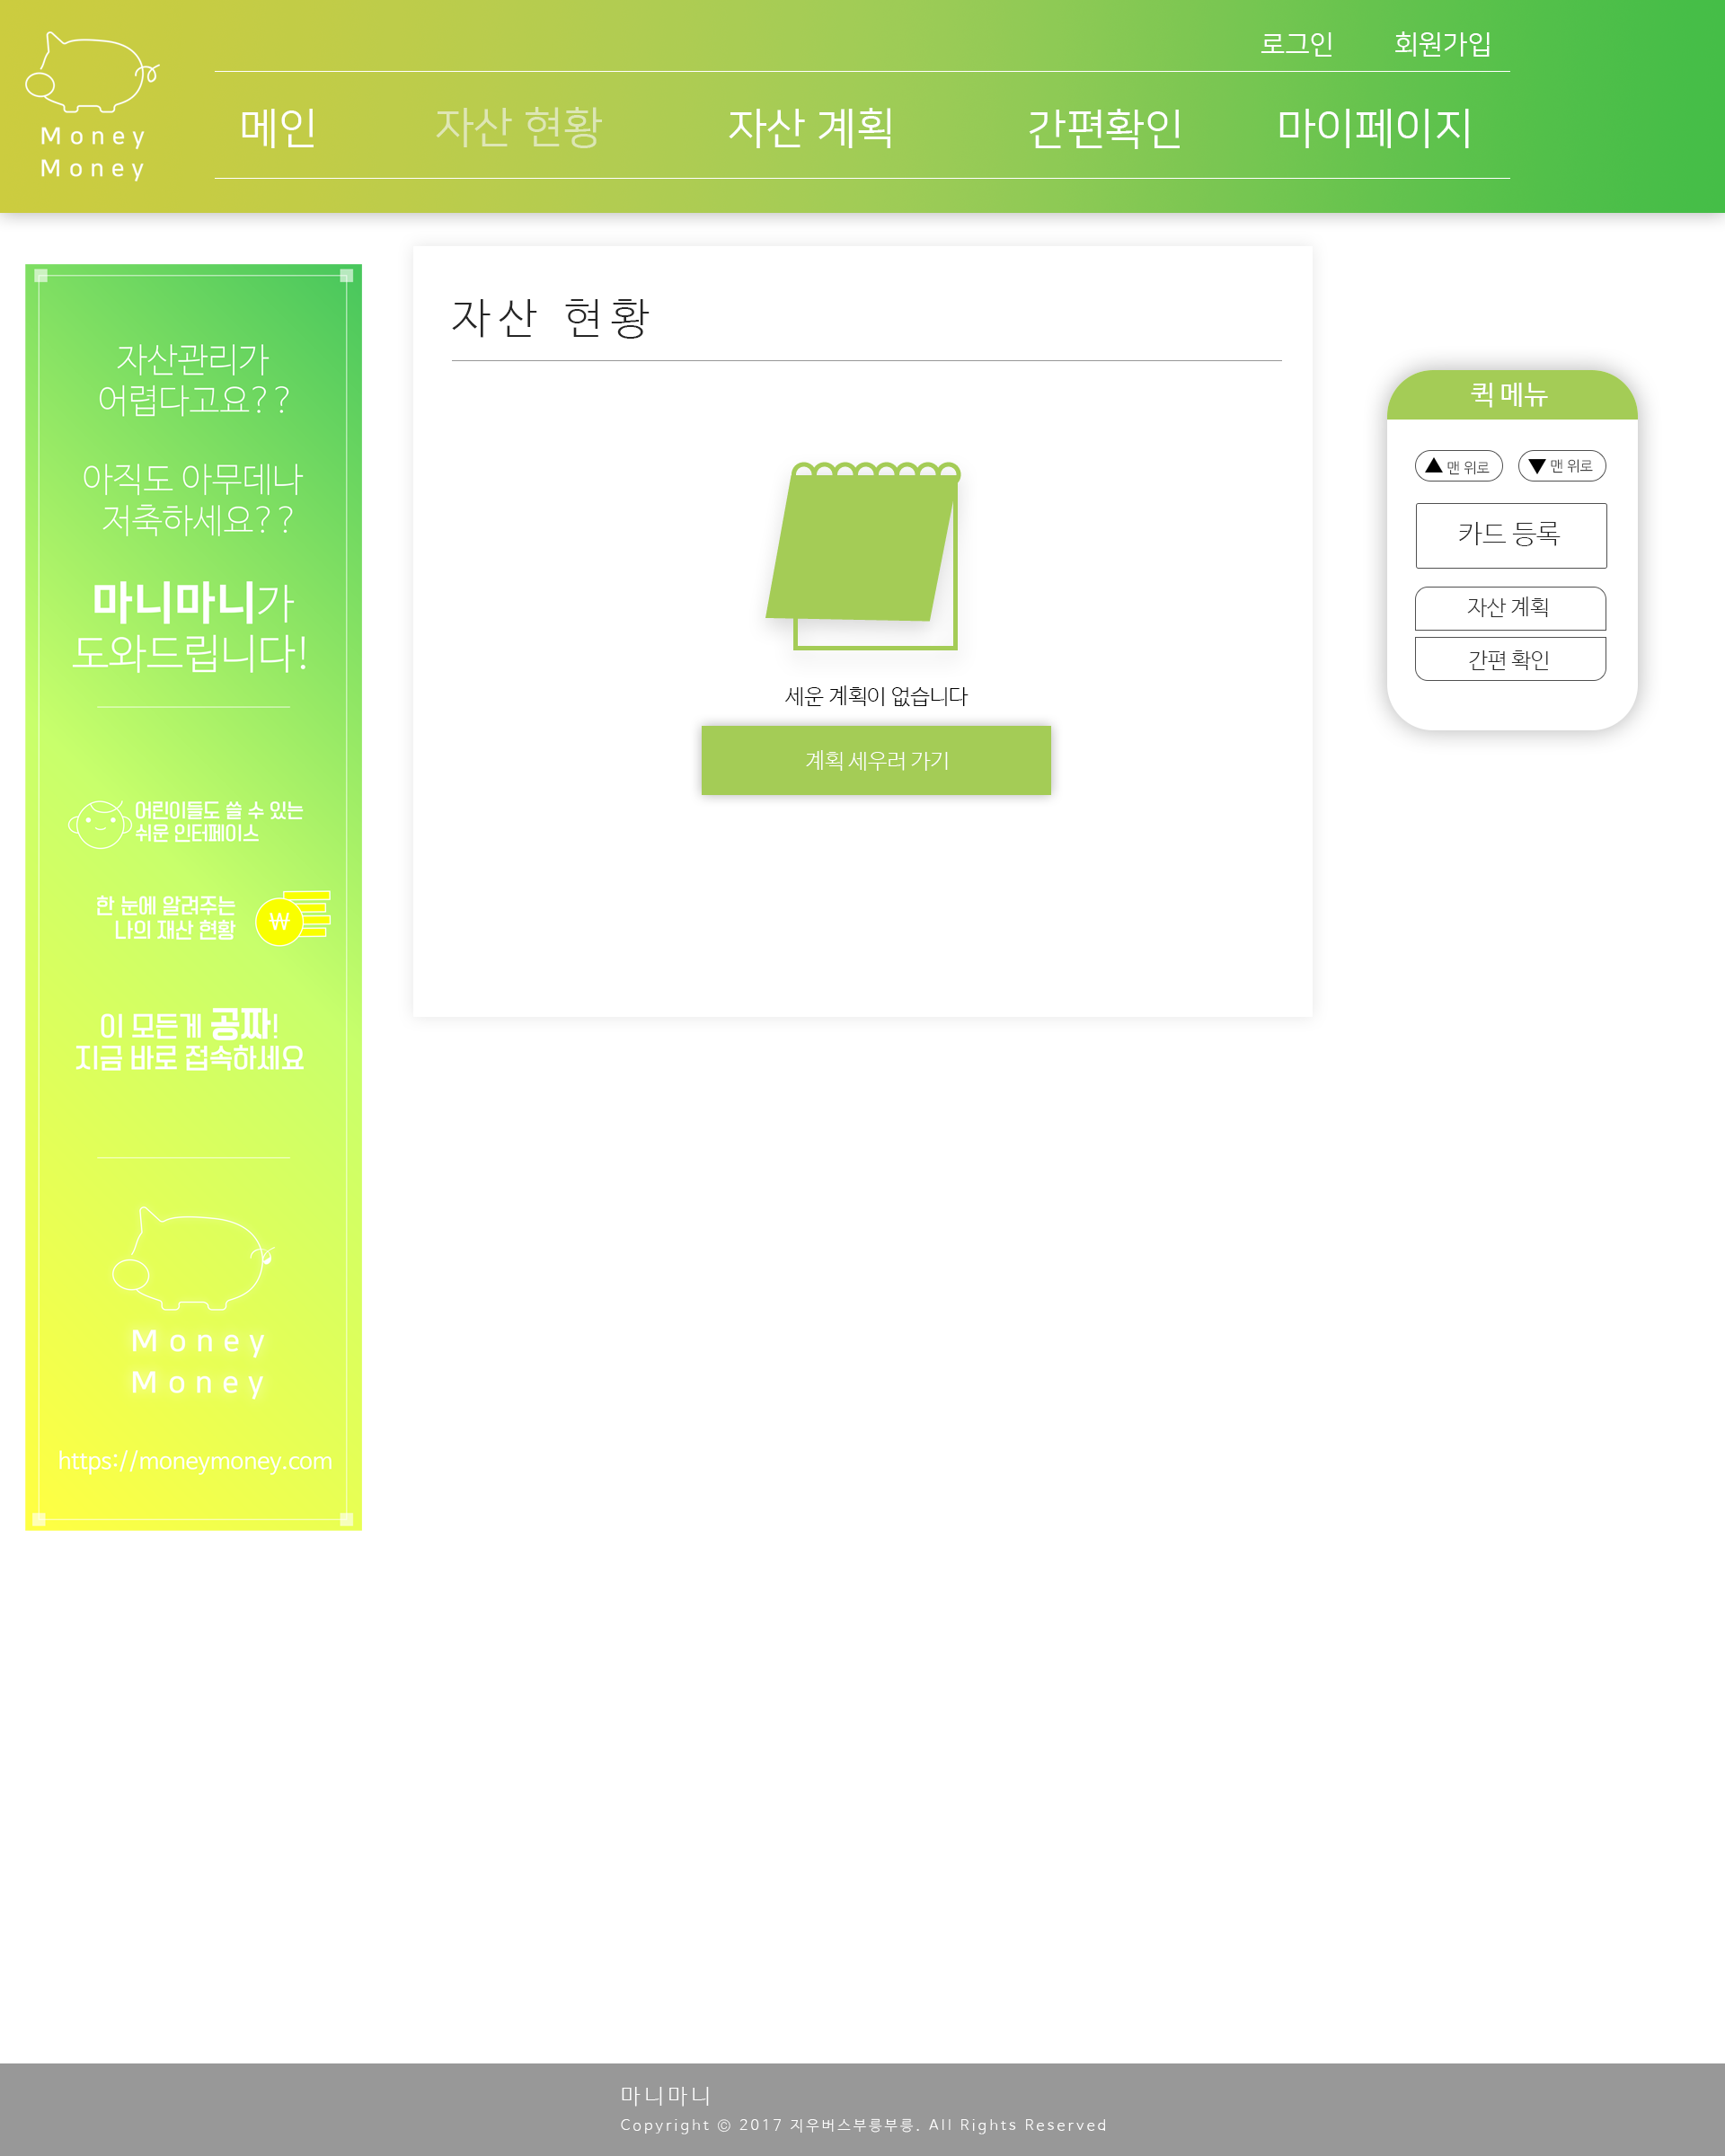 로그인 회원가입
Money
Money
메인 자산 현황 자산 계획 간편확인 마이페이지
자산관리가
어렵다고요??
아직도 아무데나
저축하세요??
마니마니가
도와드립니다!
어린이들도 쓸 수 있는
쉬운 인터페이스
한 눈에 알려주는
나의 재산 현황
₩
이 모든게 공짜!
지금 바로 접속하세요
Money
Money
https://moneymoney.com
자산 현황
세운 계획이 없습니다
계획 세우러 가기
퀵 메뉴
▲ 맨 위로 ▼ 맨 위로
카드 등록
자산 계획
간편 확인
마니마니
Copyright © 2017 지우버스부릉부릉. All Rights Reserved